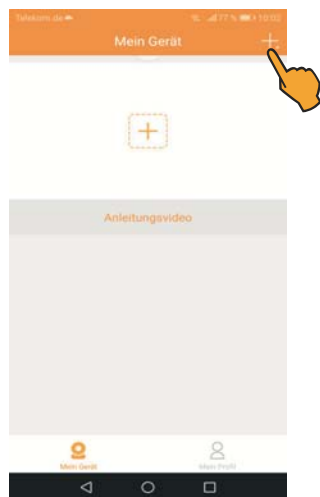 Telekom.de
77 % 10:02
Mein Gerät
Anleitungsvideo
Mein Gerät
Mein Profil